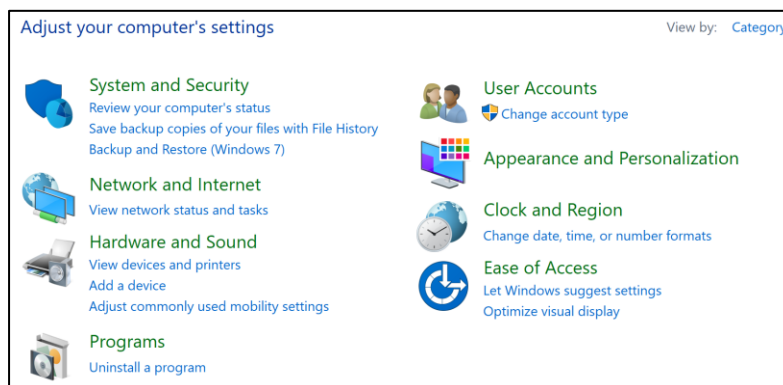 Adjust your computer's settings
View by: Category
System and Security
Review your computer's status
Save backup copies of your files with File History
Backup and Restore (Windows 7)
Network and Internet
View network status and tasks
Hardware and Sound
View devices and printers
Add a device
Adjust commonly used mobility settings
Programs
Uninstall a program
User Accounts
Change account type
Appearance and Personalization
Clock and Region
Change date, time, or number formats
Ease of Access
Let Windows suggest settings
Optimize visual display